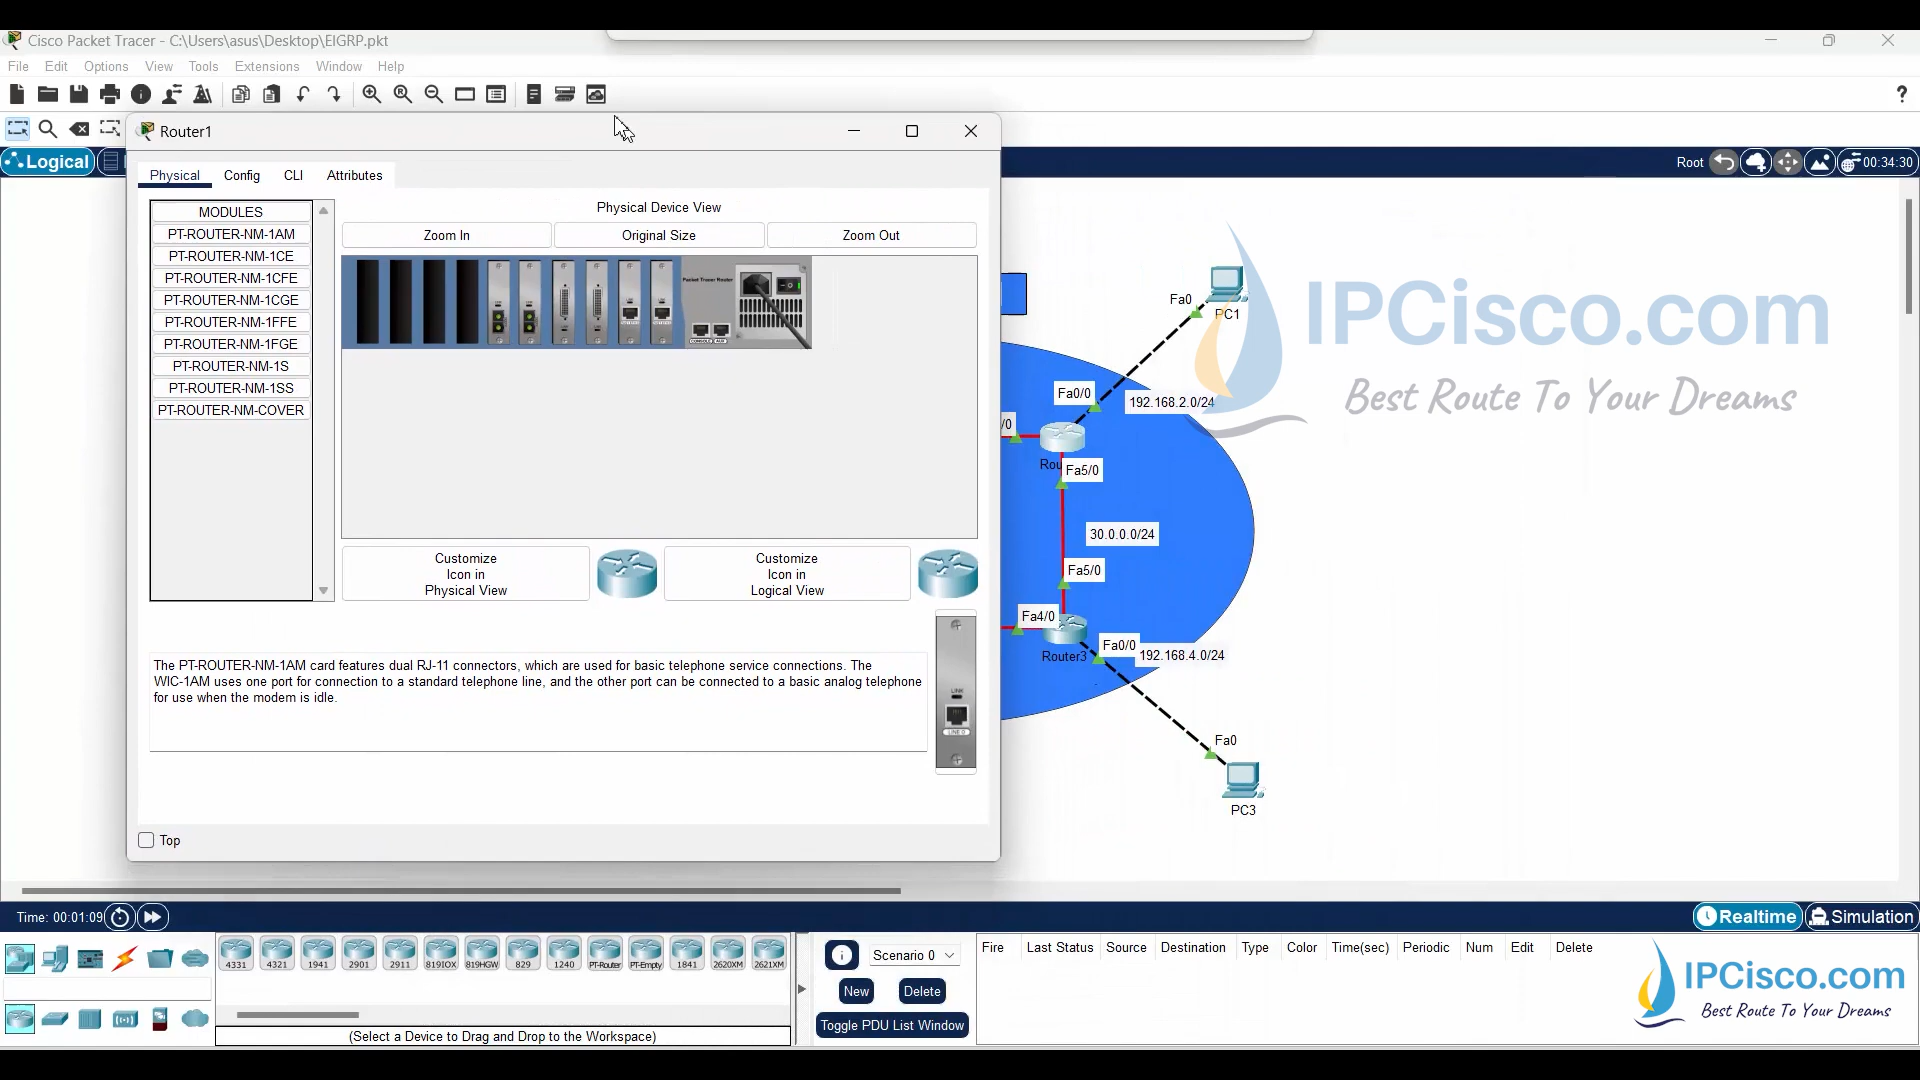 Cisco Packet Tracer - C:\Users\asus\Desktop\EIGRP.pkt
File Edit Options View Tools Extensions Window Help
Router1
Logical
Root
00:34:30
Physical Config CLI Attributes
MODULES
PT-ROUTER-NM-1AM
PT-ROUTER-NM-1CE
PT-ROUTER-NM-1CFE
PT-ROUTER-NM-1CGE
PT-ROUTER-NM-1FFE
PT-ROUTER-NM-1FGE
PT-ROUTER-NM-1S
PT-ROUTER-NM-1SS
PT-ROUTER-NM-COVER
Physical Device View
Zoom In Original Size Zoom Out
Packet Tracer Router
CONSOLE AUX
Customize
Icon in
Physical View
Customize
Icon in
Logical View
The PT-ROUTER-NM-1AM card features dual RJ-11 connectors, which are used for basic telephone service connections. The
WIC-1AM uses one port for connection to a standard telephone line, and the other port can be connected to a basic analog telephone
for use when the modem is idle.
LINK
LINE 0
Top
Fa0
PC1
IPCisco.com
Best Route To Your Dreams
Fa0/0
192.168.2.0/24
/0
Rou
Fa5/0
30.0.0.0/24
Fa5/0
Fa4/0
Fa0/0
Router3
192.168.4.0/24
Fa0
PC3
Time: 00:01:09
Realtime Simulation
4331 4321 1941 2901 2911 819IOX 819HGW 829 1240 PT-Router PT-Empty 1841 2620XM 2621XM
(Select a Device to Drag and Drop to the Workspace)
Scenario 0
New Delete
Toggle PDU List Window
Fire Last Status Source Destination Type Color Time(sec) Periodic Num Edit Delete
IPCisco.com
Best Route To Your Dreams